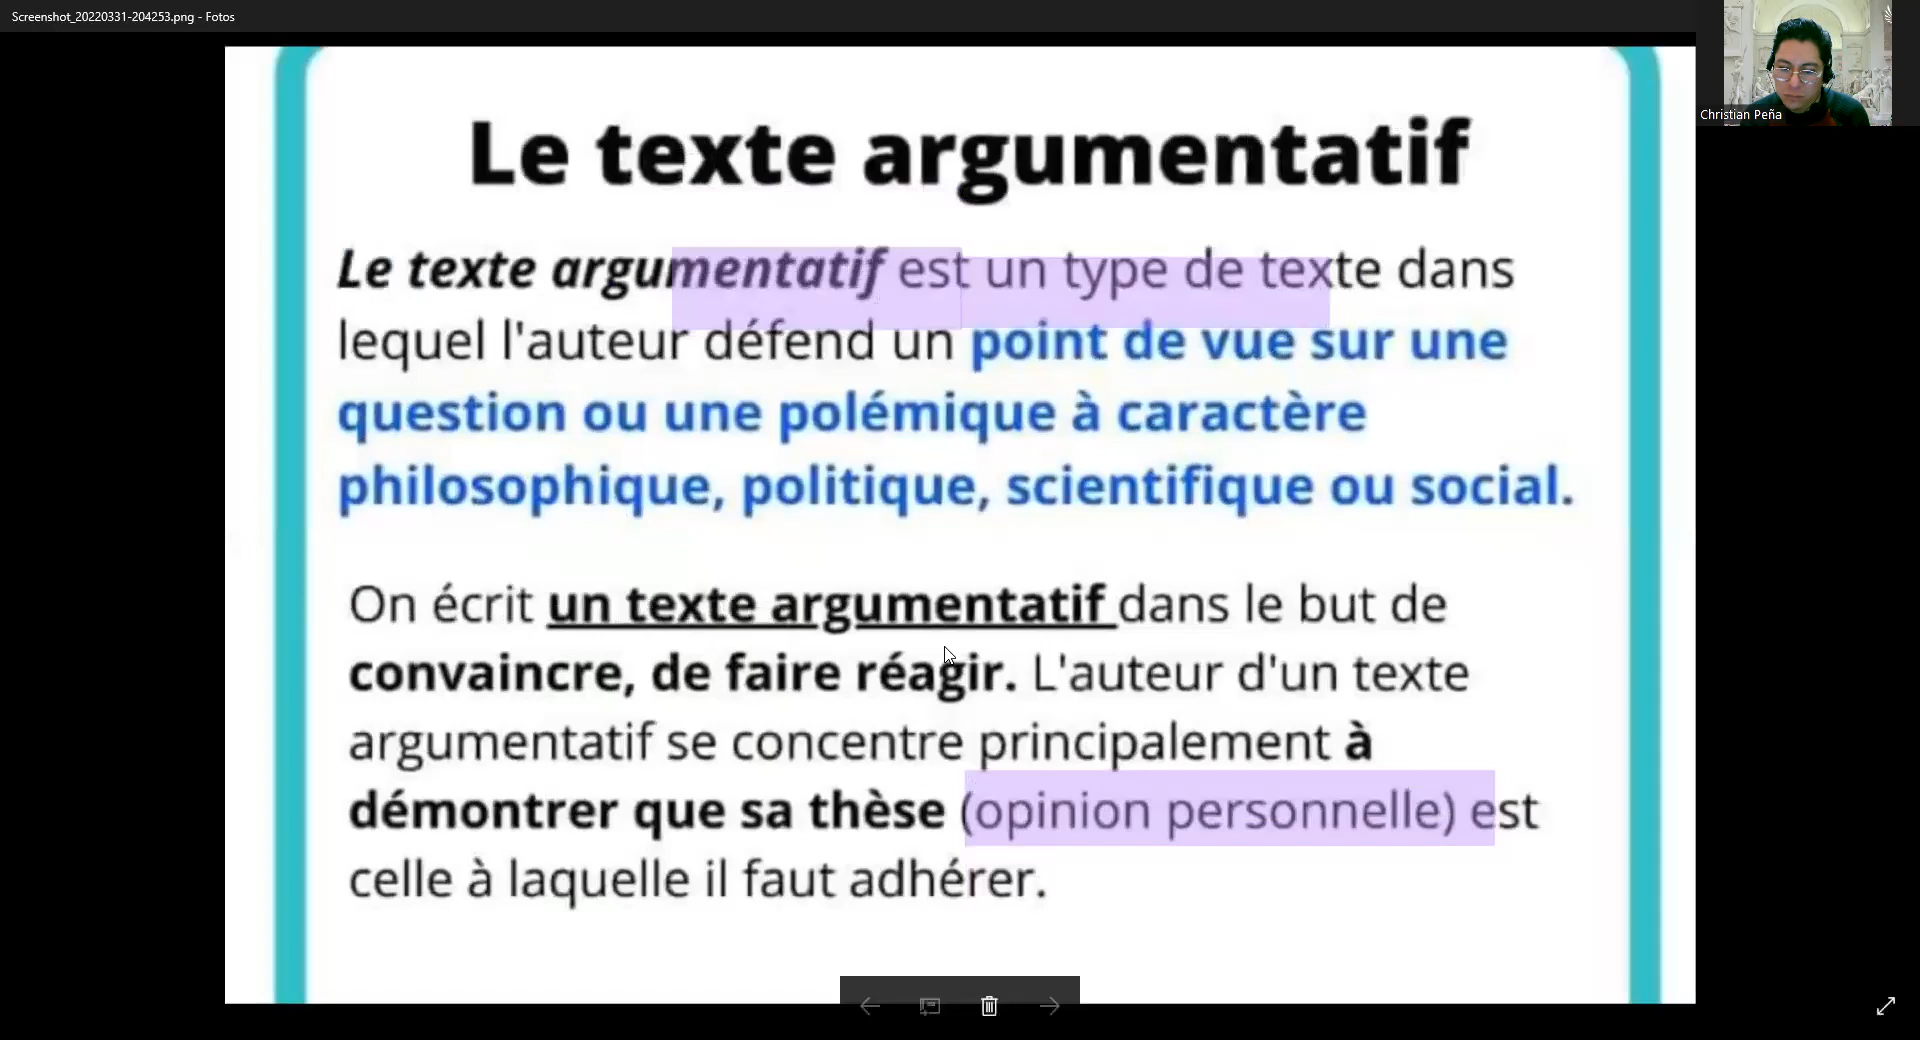 Screenshot_20220331-204253.png - Fotos
Christian Peña
Le texte argumentatif
Le texte argumentatif est un type de texte dans
lequel l'auteur défend un point de vue sur une
question ou une polémique à caractère
philosophique, politique, scientifique ou social.
On écrit un texte argumentatif dans le but de
convaincre, de faire réagir. L'auteur d'un texte
argumentatif se concentre principalement à
démontrer que sa thèse (opinion personnelle) est
celle à laquelle il faut adhérer.